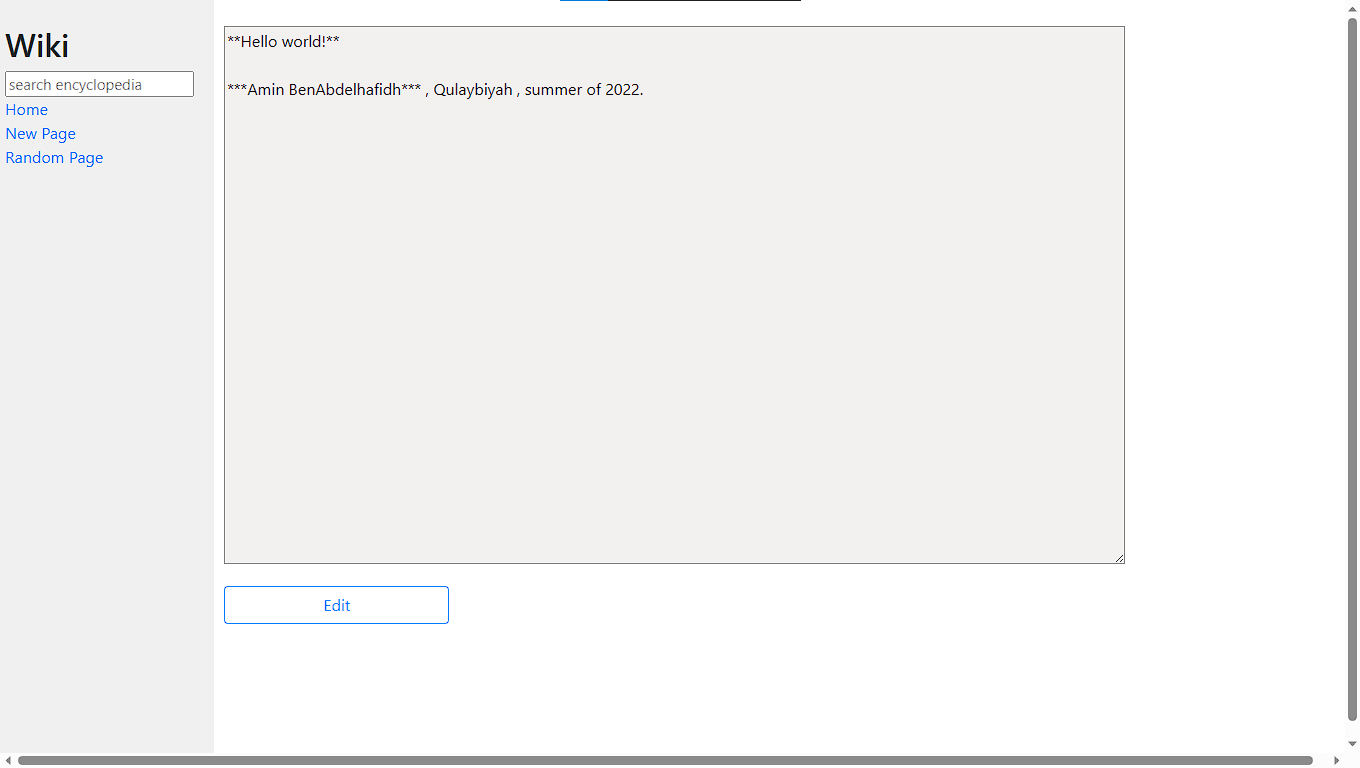 Wiki
search encyclopedia
Home
New Page
Random Page
**Hello world!**
***Amin BenAbdelhafidh*** , Qulaybiyah , summer of 2022.
Edit